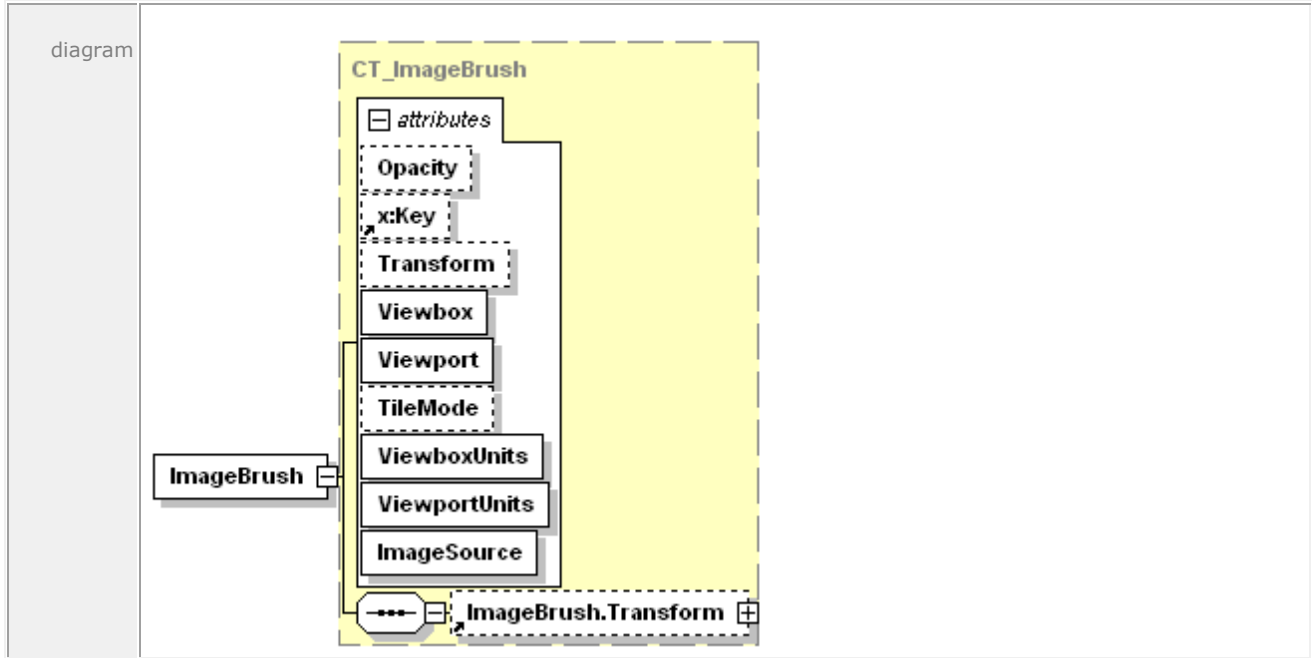 diagram
CT_ImageBrush
attributes
Opacity
x:Key
Transform
Viewbox
Viewport
TileMode
ViewboxUnits
ImageBrush
ViewportUnits
ImageSource
ImageBrush.Transform